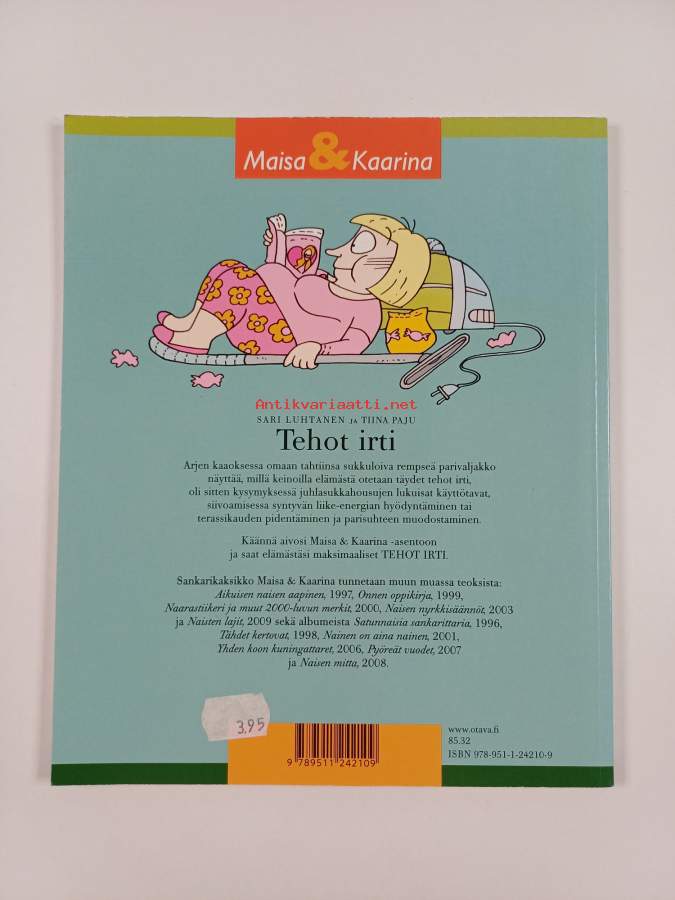 Maisa & Kaarina
Antikvariaatti.net
SARI LUHTANEN JA TIINA PAJU
Tehot irti
Arjen kaaoksessa omaan tahtiinsa sukkuloiva rempseä parivaljakko
näyttää, millä keinoilla elämästä otetaan täydet tehot irti,
oli sitten kysymyksessä juhlasukkahousujen lukuisat käyttötavat,
siivoamisessa syntyvän liike-energian hyödyntäminen tai
terassikauden pidentäminen ja parisuhteen muodostaminen.
Käännä aivosi Maisa & Kaarina -asentoon
ja saat elämästäsi maksimaaliset TEHOT IRTI.
Sankarikaksikko Maisa & Kaarina tunnetaan muun muassa teoksista:
Aikuisen naisen aapinen, 1997, Onnen oppikirja, 1999,
Naarastiikeri ja muut 2000-luvun merkit, 2000, Naisen nyrkkisäännöt, 2003
ja Naisten lajit, 2009 sekä albumeista Satunnaisia sankarittaria, 1996,
Tähdet kertovat, 1998, Nainen on aina nainen, 2001,
Yhden koon kuningattaret, 2006, Pyöreät vuodet, 2007
ja Naisen mitta, 2008.
3.95
www.otava.fi
85.32
ISBN 978-951-1-24210-9
9 789511 242109